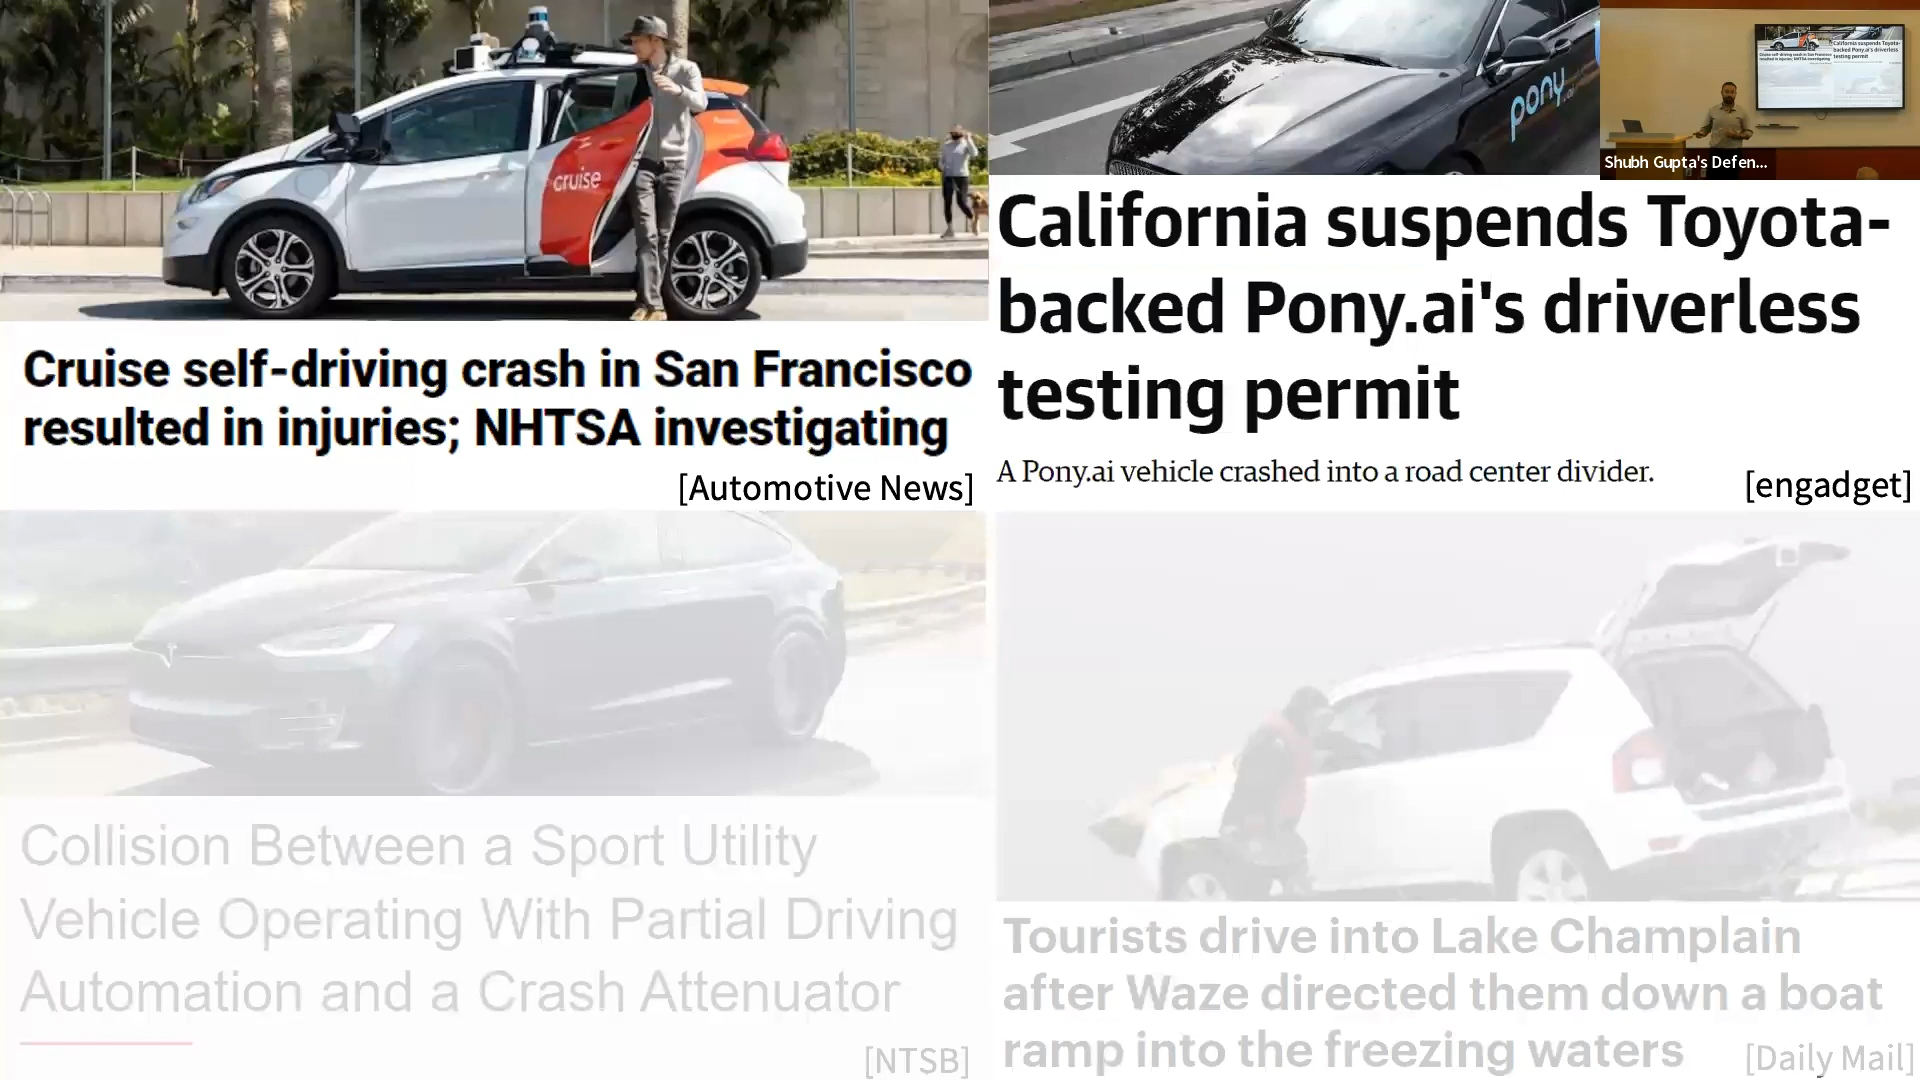 cruise
pony.ai
Shubh Gupta's Defen...
California suspends Toyota-
backed Pony.ai's driverless
testing permit
A Pony.ai vehicle crashed into a road center divider.
[engadget]
Cruise self-driving crash in San Francisco
resulted in injuries; NHTSA investigating
[Automotive News]
Collision Between a Sport Utility
Vehicle Operating With Partial Driving
Automation and a Crash Attenuator
[NTSB]
Tourists drive into Lake Champlain
after Waze directed them down a boat
ramp into the freezing waters
[Daily Mail]